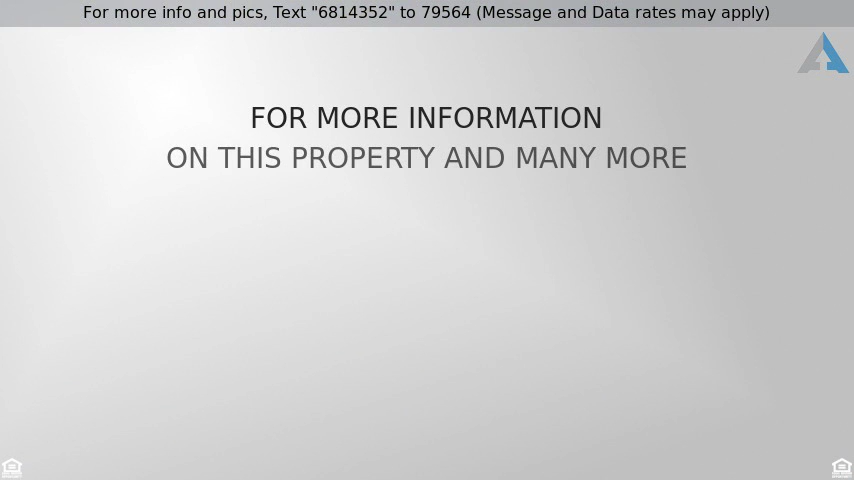 For more info and pics, Text "6814352" to 79564 (Message and Data rates may apply)
FOR MORE INFORMATION
ON THIS PROPERTY AND MANY MORE